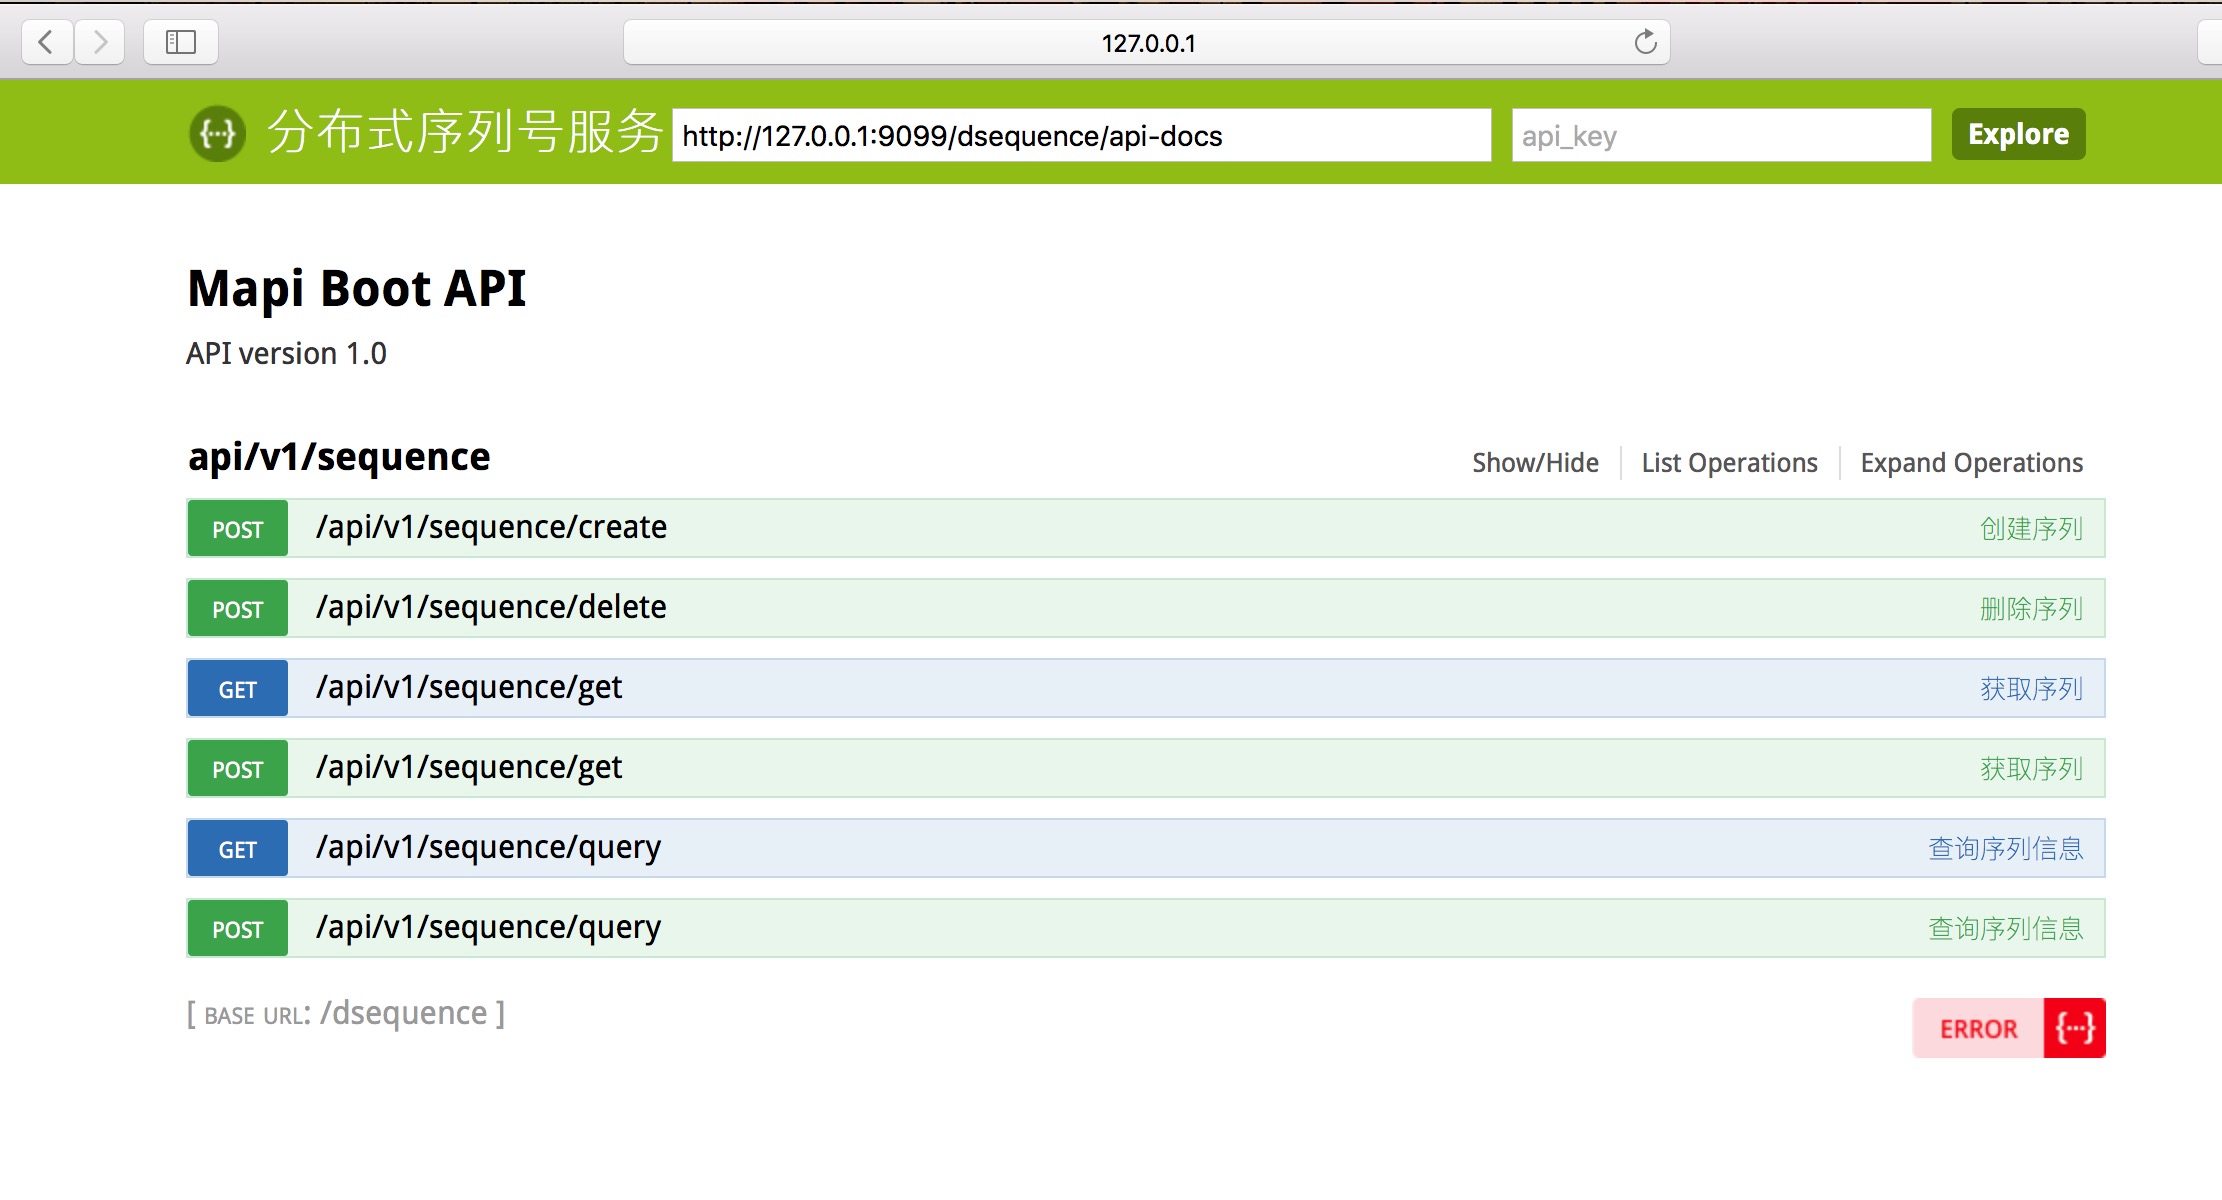 127.0.0.1
{···} 分布式序列号服务 http://127.0.0.1:9099/dsequence/api-docs api_key Explore
Mapi Boot API
API version 1.0
api/v1/sequence Show/Hide List Operations Expand Operations
POST /api/v1/sequence/create 创建序列
POST /api/v1/sequence/delete 删除序列
GET /api/v1/sequence/get 获取序列
POST /api/v1/sequence/get 获取序列
GET /api/v1/sequence/query 查询序列信息
POST /api/v1/sequence/query 查询序列信息
[ BASE URL: /dsequence ] ERROR {···}